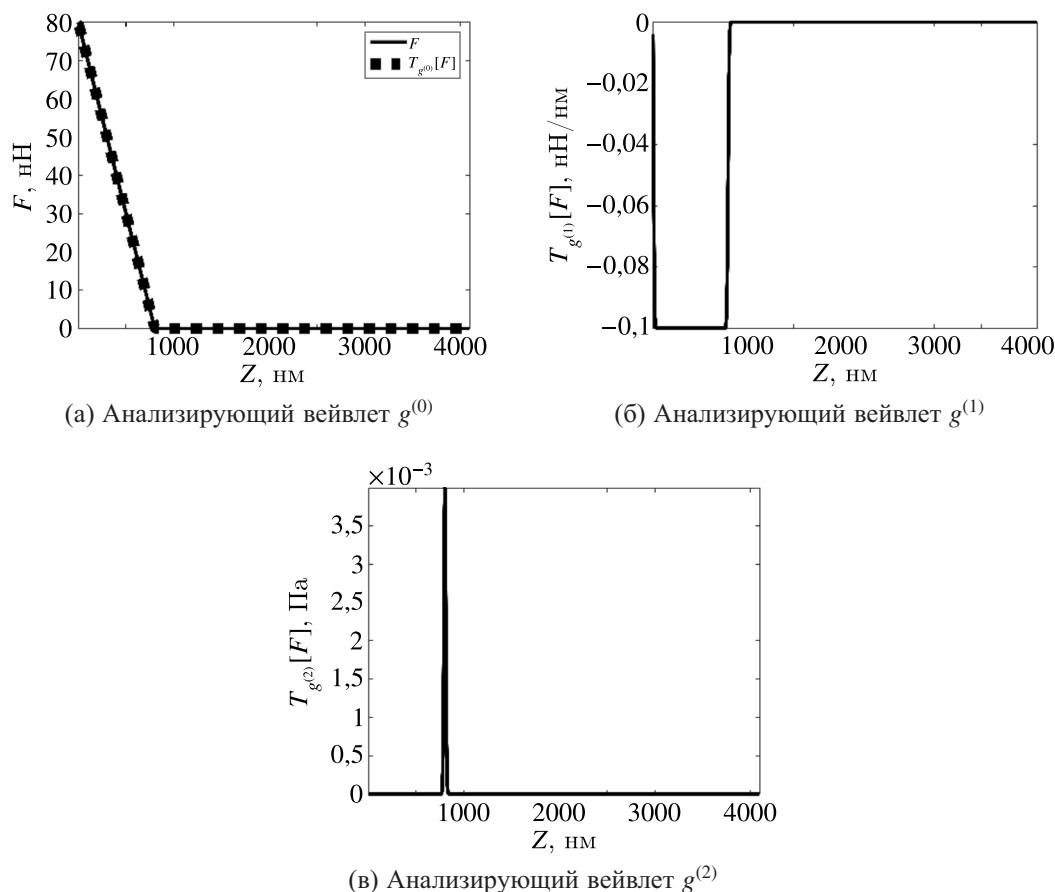 80
70
60
50
40
30
20
10
0
F, нН
F
T_{g^{(0)}}[F]
1000 2000 3000 4000
Z, нм
(а) Анализирующий вейвлет g^{(0)}
0
−0,02
−0,04
−0,06
−0,08
−0,1
T_{g^{(1)}}[F], нН/нм
1000 2000 3000 4000
Z, нм
(б) Анализирующий вейвлет g^{(1)}
×10^{−3}
3,5
3
2,5
2
1,5
1
0,5
0
T_{g^{(2)}}[F], Па
1000 2000 3000 4000
Z, нм
(в) Анализирующий вейвлет g^{(2)}